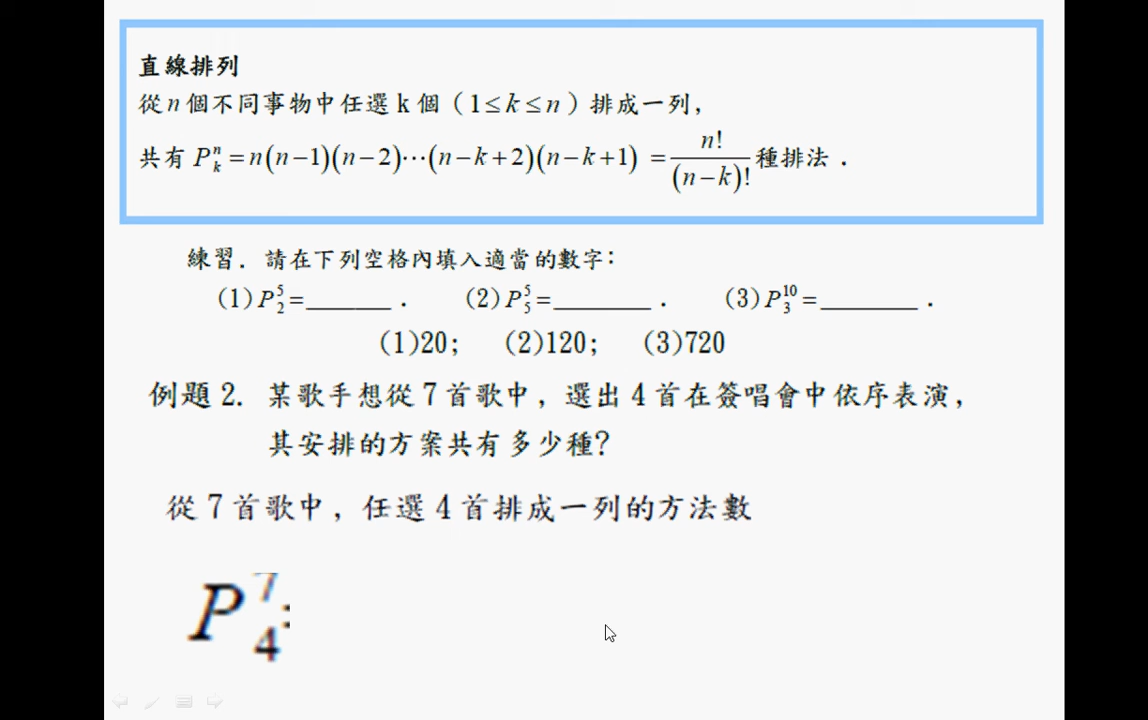 直線排列
從n個不同事物中任選k個（1≤k≤n）排成一列，
共有 P^n_k = n(n−1)(n−2)⋯(n−k+2)(n−k+1) = n!/(n−k)! 種排法．
練習．請在下列空格內填入適當的數字：
(1) P^5_2 = ______ ． (2) P^5_5 = _______ ． (3) P^10_3 = _______ ．
(1)20； (2)120； (3)720
例題2. 某歌手想從7首歌中，選出4首在簽唱會中依序表演，
其安排的方案共有多少種？
從7首歌中，任選4首排成一列的方法數
P^7_4 =